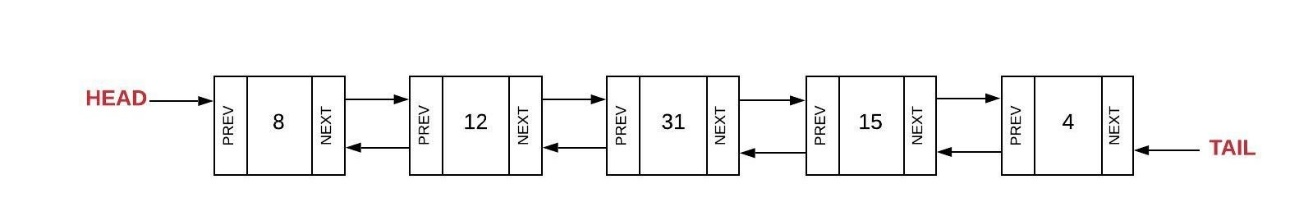 HEAD
PREV 8 NEXT
PREV 12 NEXT
PREV 31 NEXT
PREV 15 NEXT
PREV 4 NEXT
TAIL